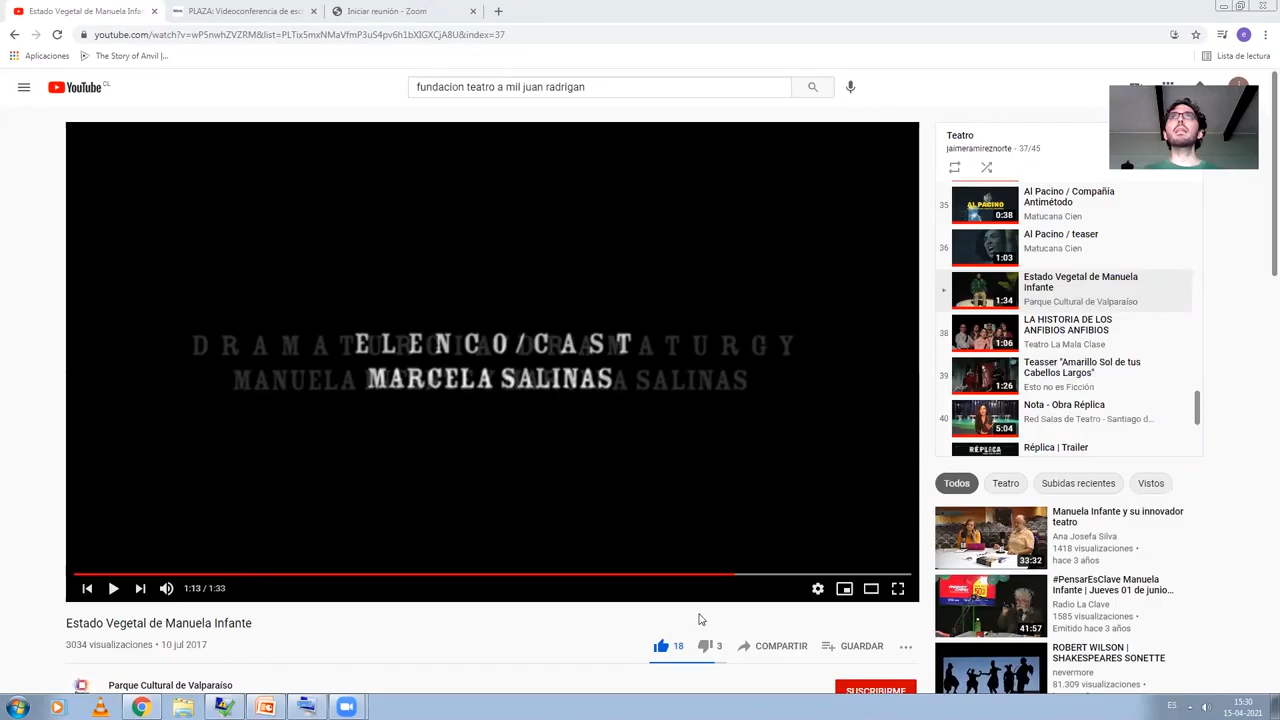 Estado Vegetal de Manuela Infa
PLAZA: Videoconferencia de esc
Iniciar reunión - Zoom
youtube.com/watch?v=wP5nwhZVZRM&list=PLTix5mxNMaVfmP3uS4pv6h1bXIGXCjA8U&index=37
Aplicaciones
The Story of Anvil |...
Lista de lectura
YouTube CL
fundacion teatro a mil juan radrigan
DRAMATURGIA/DRAMATURGY
ELENCO/CAST
MANUELA INFANTE/MARCELA SALINAS
MARCELA SALINAS
1:13 / 1:33
Estado Vegetal de Manuela Infante
3034 visualizaciones • 10 jul 2017
18
3
COMPARTIR
GUARDAR
Parque Cultural de Valparaíso
SUSCRIBIRME
Teatro
jaimeramireznorte · 37/45
35
AL PACINO
0:38
Al Pacino / Compañía
Antimétodo
Matucana Cien
36
1:03
Al Pacino / teaser
Matucana Cien
1:34
Estado Vegetal de Manuela
Infante
Parque Cultural de Valparaíso
38
1:06
LA HISTORIA DE LOS
ANFIBIOS ANFIBIOS
Teatro La Mala Clase
39
1:26
Teasser "Amarillo Sol de tus
Cabellos Largos"
Esto no es Ficción
40
5:04
Nota - Obra Réplica
Red Salas de Teatro - Santiago d...
RÉPLICA
Réplica | Trailer
Todos
Teatro
Subidas recientes
Vistos
33:32
Manuela Infante y su innovador
teatro
Ana Josefa Silva
1418 visualizaciones •
hace 3 años
41:57
#PensarEsClave Manuela
Infante | Jueves 01 de junio...
Radio La Clave
1585 visualizaciones •
Emitido hace 3 años
ROBERT WILSON |
SHAKESPEARES SONETTE
nevermore
81.309 visualizaciones •
ES
15:30
15-04-2021